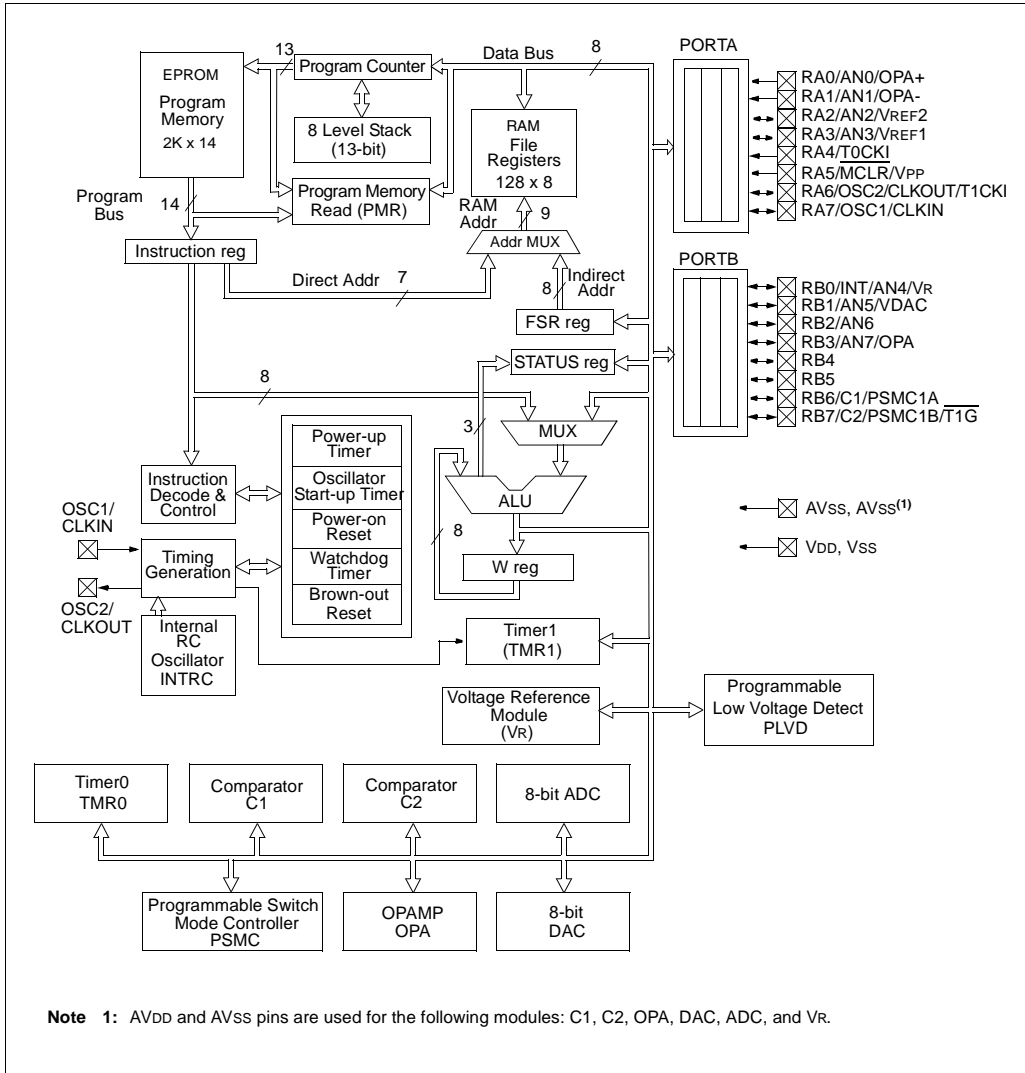 EPROM
Program
Memory
2K x 14
13
Program Counter
Data Bus
8
8 Level Stack
(13-bit)
RAM
File
Registers
128 x 8
Program
Bus
14
Program Memory
Read (PMR)
RAM
Addr
9
Addr MUX
Instruction reg
Direct Addr
7
8
Indirect
Addr
FSR reg
STATUS reg
8
3
MUX
ALU
8
W reg
Power-up
Timer
Oscillator
Start-up Timer
Power-on
Reset
Watchdog
Timer
Brown-out
Reset
Instruction
Decode &
Control
OSC1/
CLKIN
Timing
Generation
OSC2/
CLKOUT
Internal
RC
Oscillator
INTRC
Timer1
(TMR1)
Voltage Reference
Module
(VR)
Programmable
Low Voltage Detect
PLVD
PORTA
RA0/AN0/OPA+
RA1/AN1/OPA-
RA2/AN2/VREF2
RA3/AN3/VREF1
RA4/T0CKI
RA5/MCLR/VPP
RA6/OSC2/CLKOUT/T1CKI
RA7/OSC1/CLKIN
PORTB
RB0/INT/AN4/VR
RB1/AN5/VDAC
RB2/AN6
RB3/AN7/OPA
RB4
RB5
RB6/C1/PSMC1A
RB7/C2/PSMC1B/T1G
AVSS, AVSS(1)
VDD, VSS
Timer0
TMR0
Comparator
C1
Comparator
C2
8-bit ADC
Programmable Switch
Mode Controller
PSMC
OPAMP
OPA
8-bit
DAC
Note 1: AVDD and AVSS pins are used for the following modules: C1, C2, OPA, DAC, ADC, and VR.